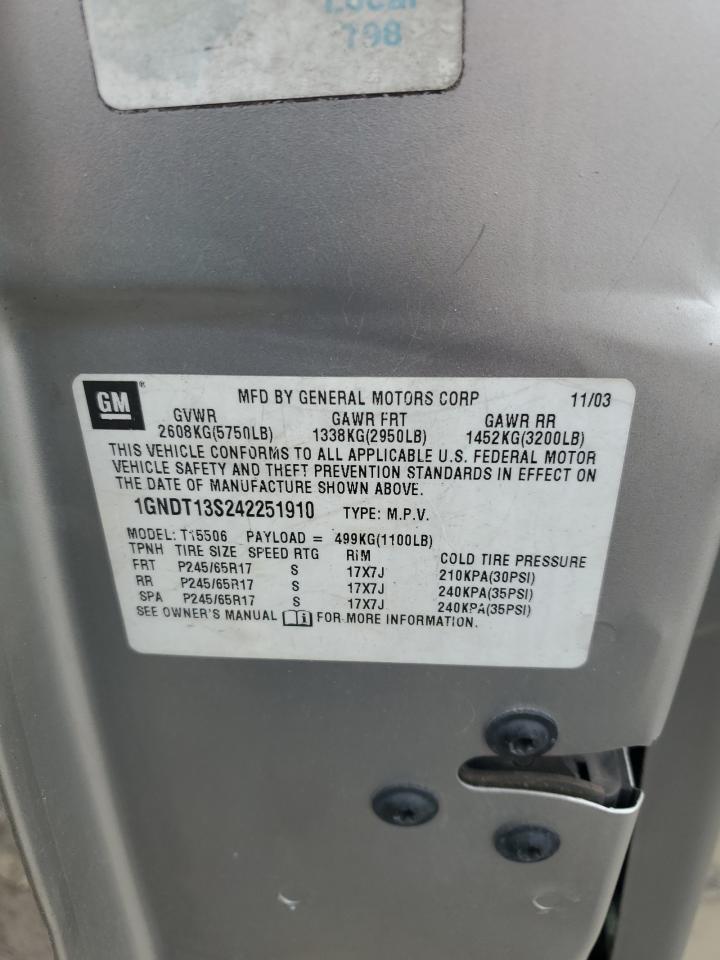 Local
798
GM®
MFD BY GENERAL MOTORS CORP 11/03
GVWR GAWR FRT GAWR RR
2608KG(5750LB) 1338KG(2950LB) 1452KG(3200LB)
THIS VEHICLE CONFORMS TO ALL APPLICABLE U.S. FEDERAL MOTOR
VEHICLE SAFETY AND THEFT PREVENTION STANDARDS IN EFFECT ON
THE DATE OF MANUFACTURE SHOWN ABOVE.
1GNDT13S242251910 TYPE: M.P.V.
MODEL: T15506 PAYLOAD = 499KG(1100LB)
TPNH TIRE SIZE SPEED RTG RIM COLD TIRE PRESSURE
FRT P245/65R17 S 17X7J 210KPA(30PSI)
RR P245/65R17 S 17X7J 240KPA(35PSI)
SPA P245/65R17 S 17X7J 240KPA(35PSI)
SEE OWNER'S MANUAL FOR MORE INFORMATION.